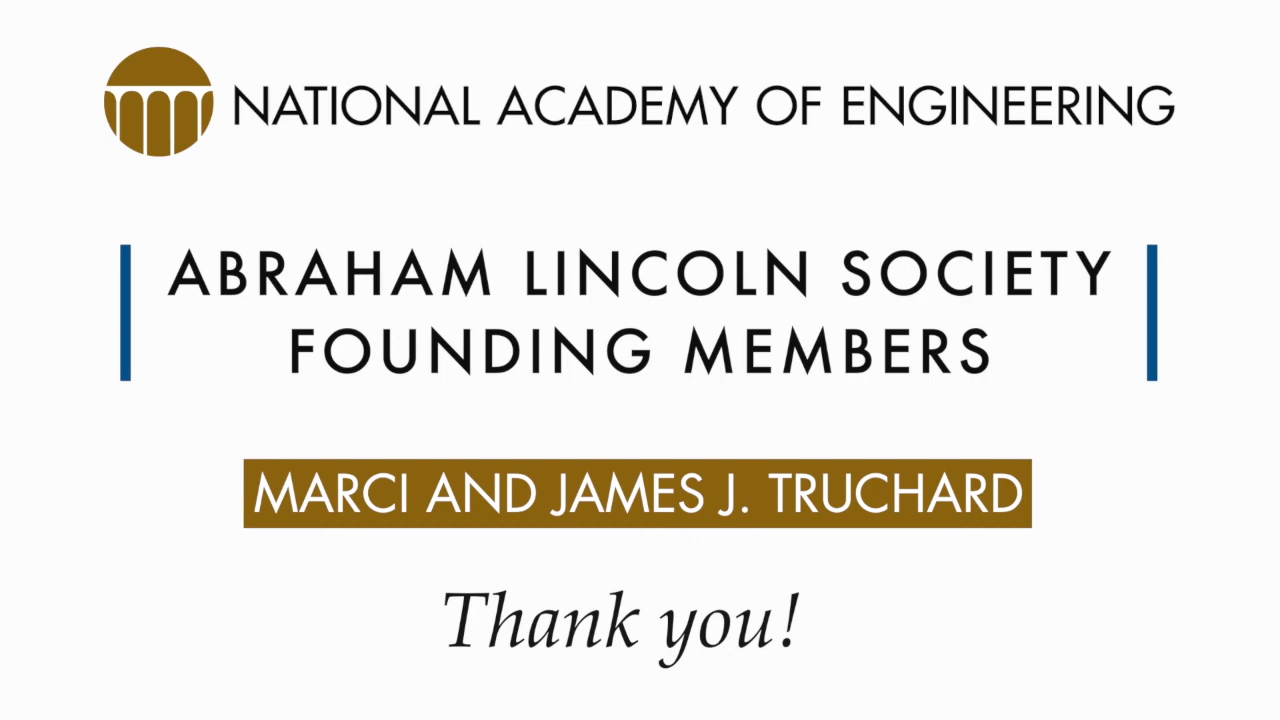 NATIONAL ACADEMY OF ENGINEERING
ABRAHAM LINCOLN SOCIETY
FOUNDING MEMBERS
MARCI AND JAMES J. TRUCHARD
Thank you!